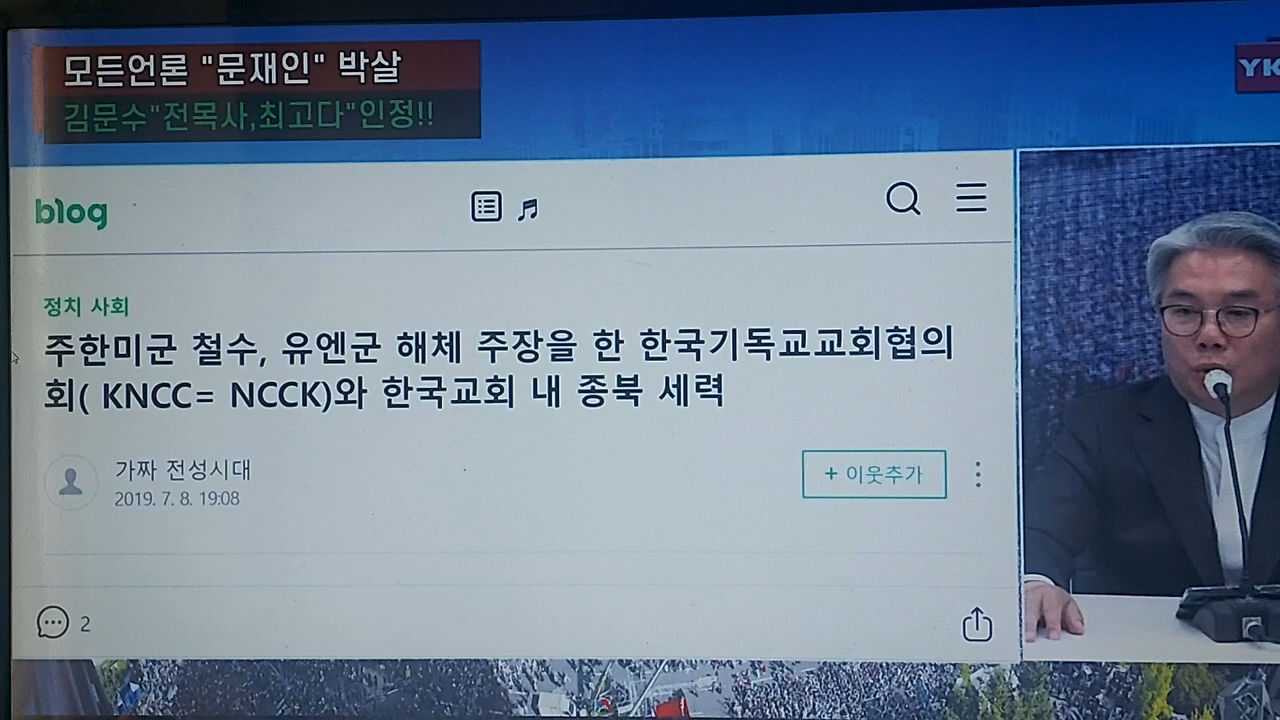 모든언론 "문재인" 박살
김문수"전목사,최고다"인정!!
YK
blog
정치 사회
주한미군 철수, 유엔군 해체 주장을 한 한국기독교교회협의
회( KNCC= NCCK)와 한국교회 내 종북 세력
가짜 전성시대
2019. 7. 8. 19:08
+ 이웃추가
2